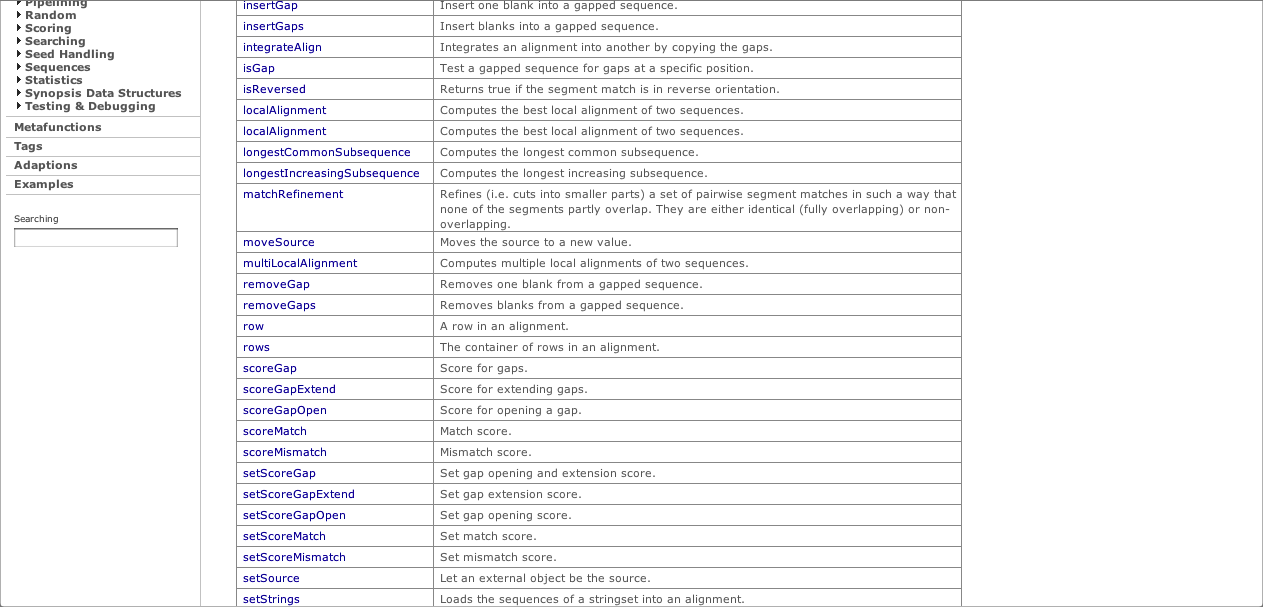 Pipelining
Random
Scoring
Searching
Seed Handling
Sequences
Statistics
Synopsis Data Structures
Testing & Debugging
Metafunctions
Tags
Adaptions
Examples
Searching
insertGap Insert one blank into a gapped sequence.
insertGaps Insert blanks into a gapped sequence.
integrateAlign Integrates an alignment into another by copying the gaps.
isGap Test a gapped sequence for gaps at a specific position.
isReversed Returns true if the segment match is in reverse orientation.
localAlignment Computes the best local alignment of two sequences.
localAlignment Computes the best local alignment of two sequences.
longestCommonSubsequence Computes the longest common subsequence.
longestIncreasingSubsequence Computes the longest increasing subsequence.
matchRefinement Refines (i.e. cuts into smaller parts) a set of pairwise segment matches in such a way that
none of the segments partly overlap. They are either identical (fully overlapping) or non-
overlapping.
moveSource Moves the source to a new value.
multiLocalAlignment Computes multiple local alignments of two sequences.
removeGap Removes one blank from a gapped sequence.
removeGaps Removes blanks from a gapped sequence.
row A row in an alignment.
rows The container of rows in an alignment.
scoreGap Score for gaps.
scoreGapExtend Score for extending gaps.
scoreGapOpen Score for opening a gap.
scoreMatch Match score.
scoreMismatch Mismatch score.
setScoreGap Set gap opening and extension score.
setScoreGapExtend Set gap extension score.
setScoreGapOpen Set gap opening score.
setScoreMatch Set match score.
setScoreMismatch Set mismatch score.
setSource Let an external object be the source.
setStrings Loads the sequences of a stringset into an alignment.